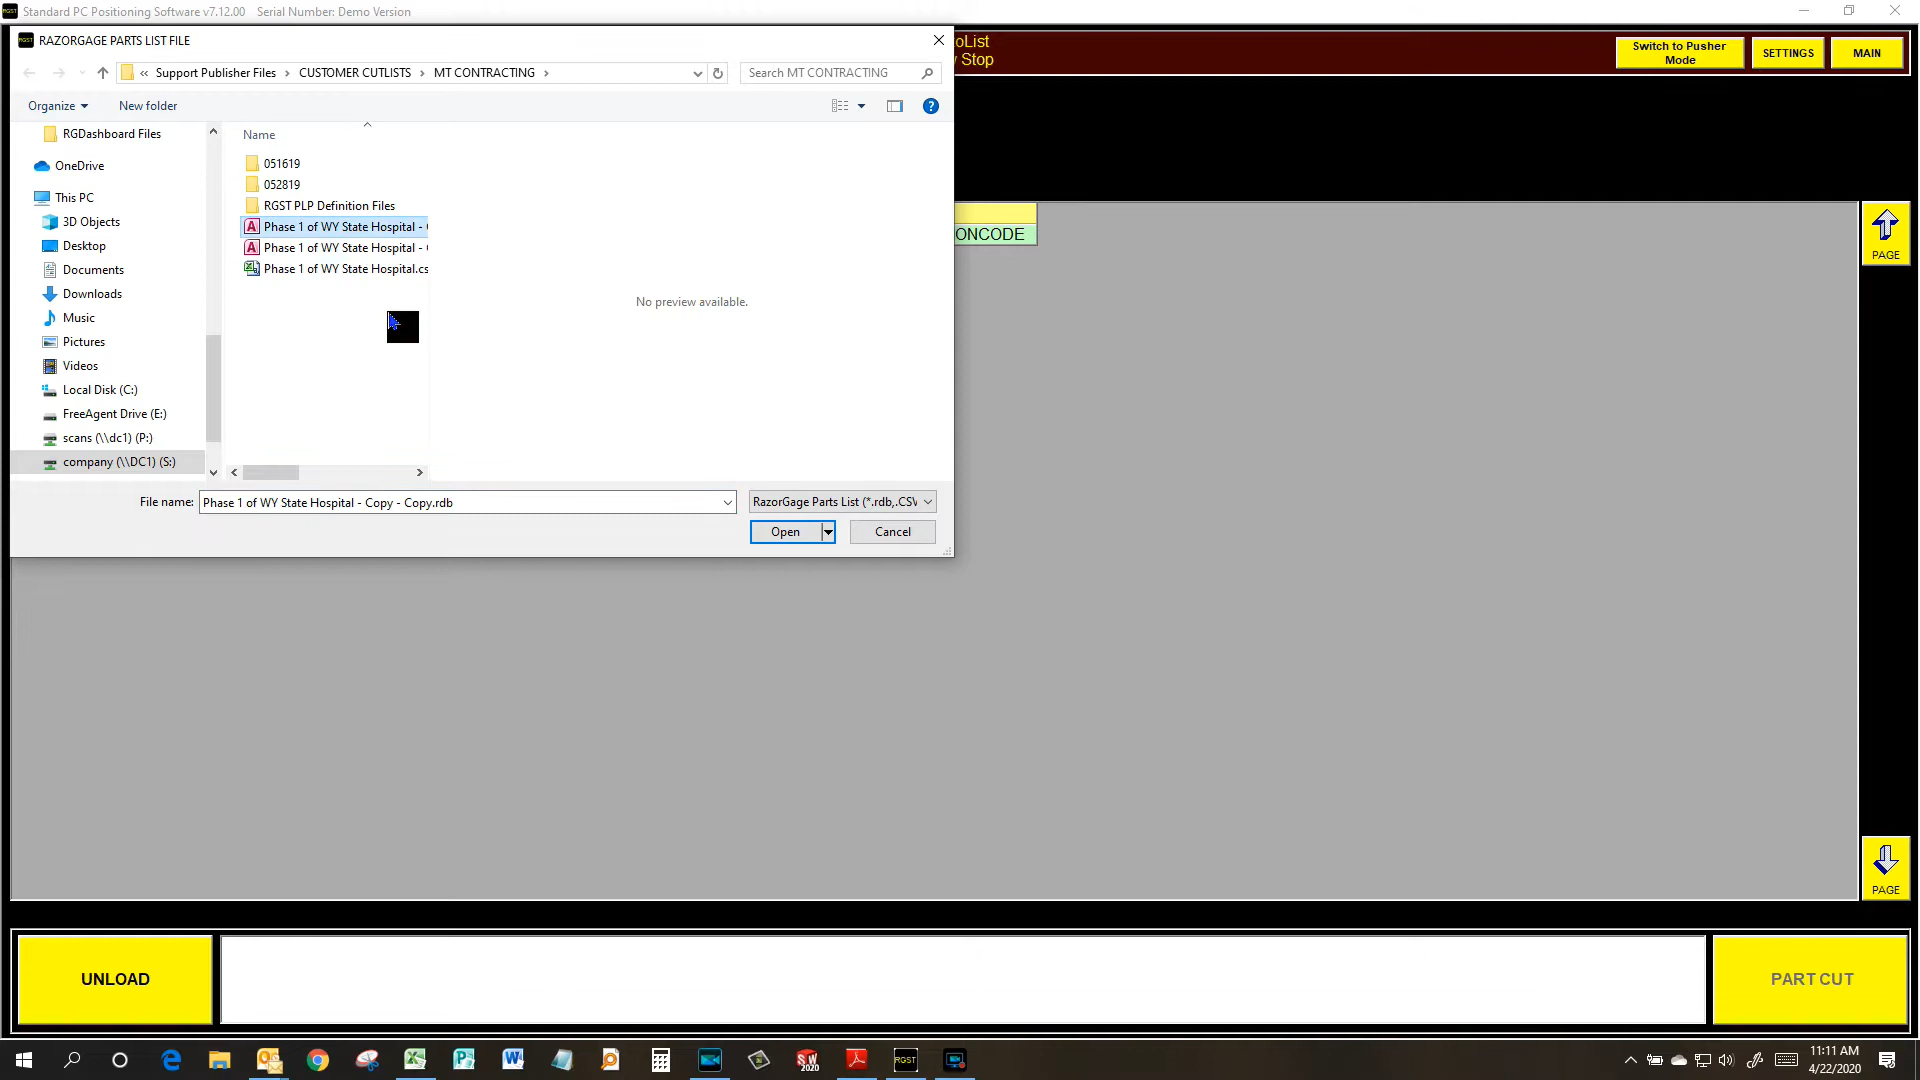 Standard PC Positioning Software v7.12.00 Serial Number: Demo Version
RAZORGAGE PARTS LIST FILE
Support Publisher Files
CUSTOMER CUTLISTS
MT CONTRACTING
Search MT CONTRACTING
Organize
New folder
RGDashboard Files
OneDrive
This PC
3D Objects
Desktop
Documents
Downloads
Music
Pictures
Videos
Local Disk (C:)
FreeAgent Drive (E:)
scans (\\dc1) (P:)
company (\\DC1) (S:)
Name
051619
052819
RGST PLP Definition Files
Phase 1 of WY State Hospital -
Phase 1 of WY State Hospital -
Phase 1 of WY State Hospital.cs
No preview available.
File name: Phase 1 of WY State Hospital - Copy - Copy.rdb
RazorGage Parts List (*.rdb,.CSV
Open
Cancel
oList
Stop
Switch to Pusher
Mode
SETTINGS
MAIN
ONCODE
PAGE
PAGE
UNLOAD
PART CUT
RGST
SW
2020
11:11 AM
4/22/2020